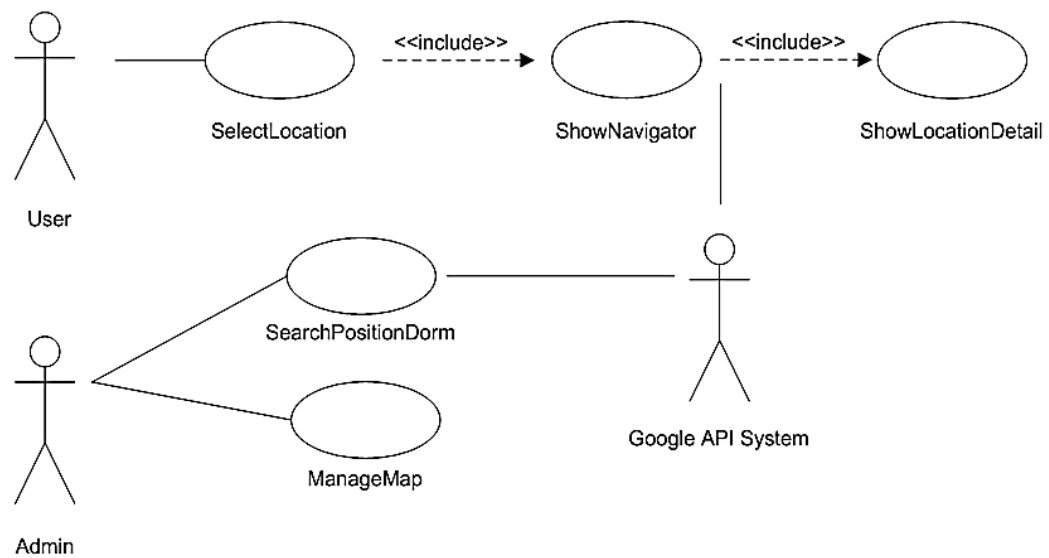 <<include>>
<<include>>
SelectLocation
ShowNavigator
ShowLocationDetail
User
SearchPositionDorm
Google API System
ManageMap
Admin